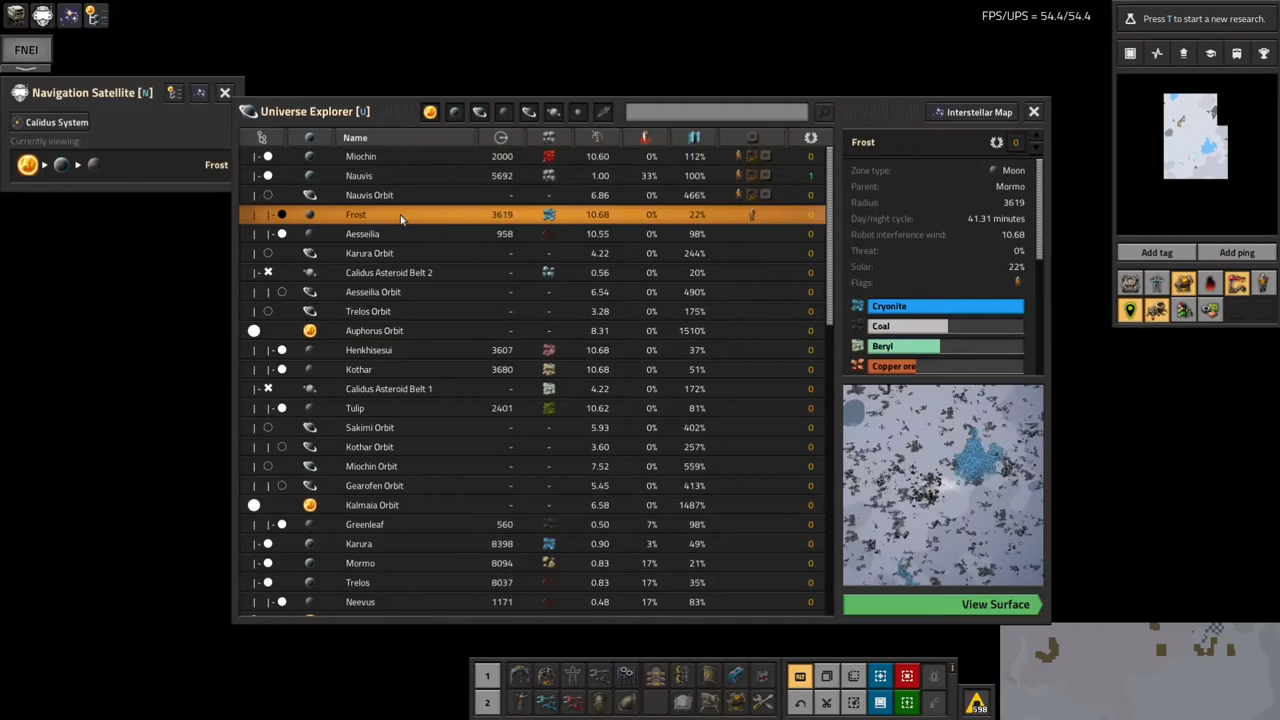 FPS/UPS = 54.4/54.4
Press T to start a new research.
FNEI
Navigation Satellite [N]
Calidus System
Currently viewing:
Frost
Universe Explorer [U]
Interstellar Map
Name
Miochin 2000 10.60 0% 112% 0
Nauvis 5692 1.00 33% 100% 1
Nauvis Orbit - 6.86 0% 466% 0
Frost 3619 10.68 0% 22% 0
Aesseilia 958 10.55 0% 98% 0
Karura Orbit - - 4.22 0% 244% 0
Calidus Asteroid Belt 2 - 0.56 0% 20% 0
Aesseilia Orbit - - 6.54 0% 490% 0
Trelos Orbit - - 3.28 0% 175% 0
Auphorus Orbit - - 8.31 0% 1510% 0
Henkhisesui 3607 10.68 0% 37% 0
Kothar 3680 10.68 0% 51% 0
Calidus Asteroid Belt 1 - 4.22 0% 172% 0
Tulip 2401 10.62 0% 81% 0
Sakimi Orbit - - 5.93 0% 402% 0
Kothar Orbit - - 3.60 0% 257% 0
Miochin Orbit - - 7.52 0% 559% 0
Gearofen Orbit - - 5.45 0% 413% 0
Kalmaia Orbit - - 6.58 0% 1487% 0
Greenleaf 560 0.50 7% 98% 0
Karura 8398 0.90 3% 49% 0
Mormo 8094 0.83 17% 21% 0
Trelos 8037 0.83 17% 35% 0
Neevus 1171 0.48 17% 83% 0
Frost 0
Zone type: Moon
Parent: Mormo
Radius: 3619
Day/night cycle: 41.31 minutes
Robot interference wind: 10.68
Threat: 0%
Solar: 22%
Flags:
Cryonite
Coal
Beryl
Copper ore
View Surface
Add tag
Add ping
1
2
ALT
598